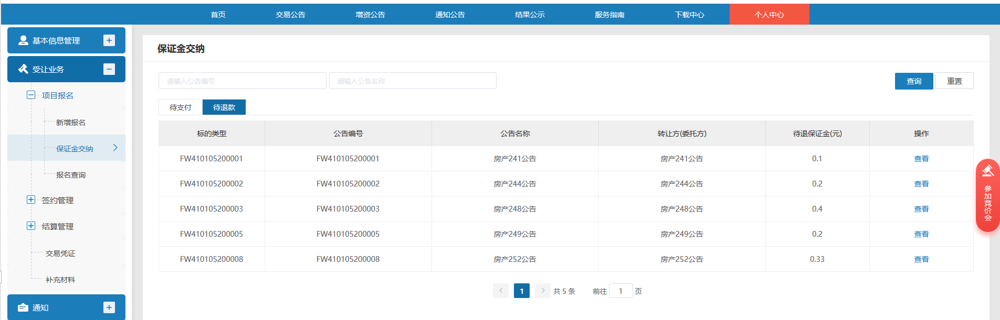 首页 交易公告 增资公告 通知公告 结果公示 服务指南 下载中心 个人中心
基本信息管理
受让业务
项目报名
新增报名
保证金交纳
报名查询
签约管理
结算管理
交易凭证
补充材料
通知
保证金交纳
请输入公告编号 请输入公告名称 查询 重置
待支付 待退款
标的类型 公告编号 公告名称 转让方(委托方) 待退保证金(元) 操作
FW410105200001 FW410105200001 房产241公告 房产241公告 0.1 查看
FW410105200002 FW410105200002 房产244公告 房产244公告 0.2 查看
FW410105200003 FW410105200003 房产248公告 房产248公告 0.4 查看
FW410105200005 FW410105200005 房产249公告 房产249公告 0.2 查看
FW410105200008 FW410105200008 房产252公告 房产252公告 0.33 查看
1 共 5 条 前往 1 页
参加竞价会